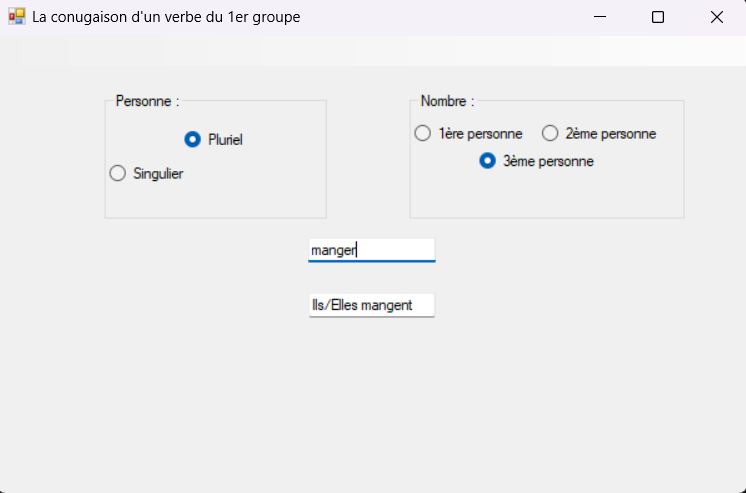 La conugaison d'un verbe du 1er groupe
Personne :
Pluriel
Singulier
Nombre :
1ère personne 2ème personne
3ème personne
manger
Ils/Elles mangent